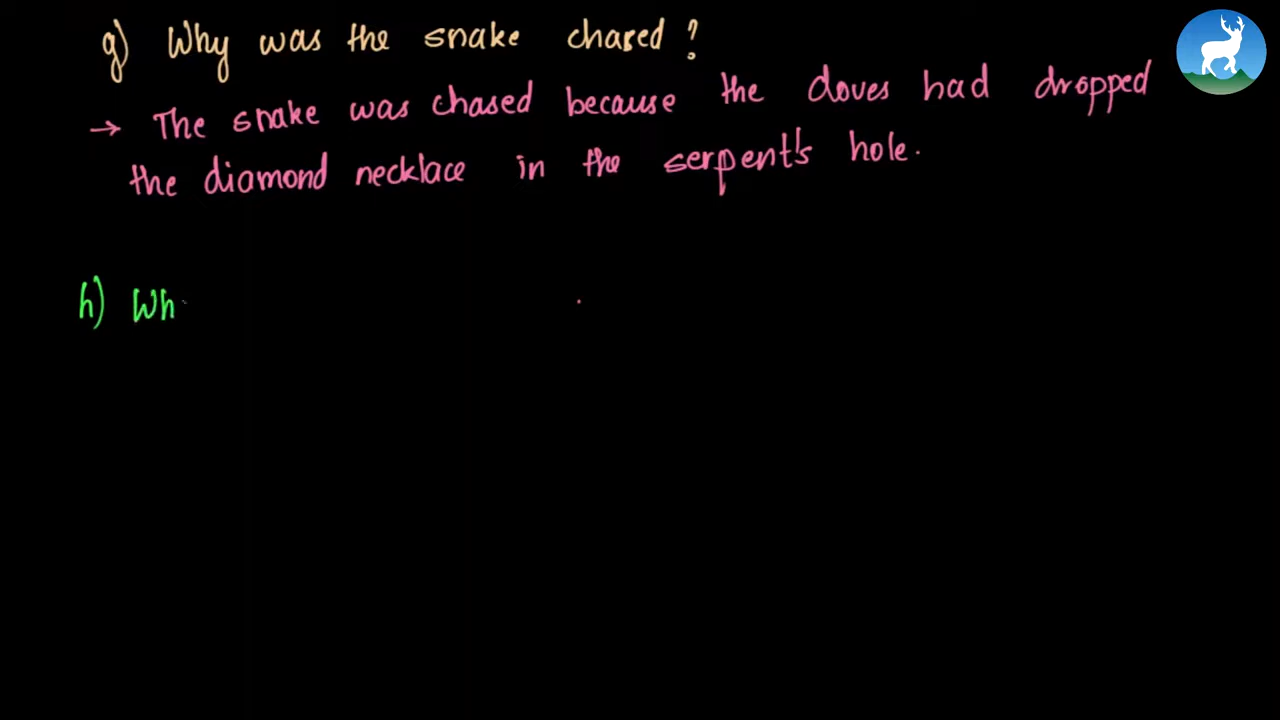 g) Why was the snake chased ?
→ The snake was chased because the doves had dropped
the diamond necklace in the serpent's hole.
h) Wh